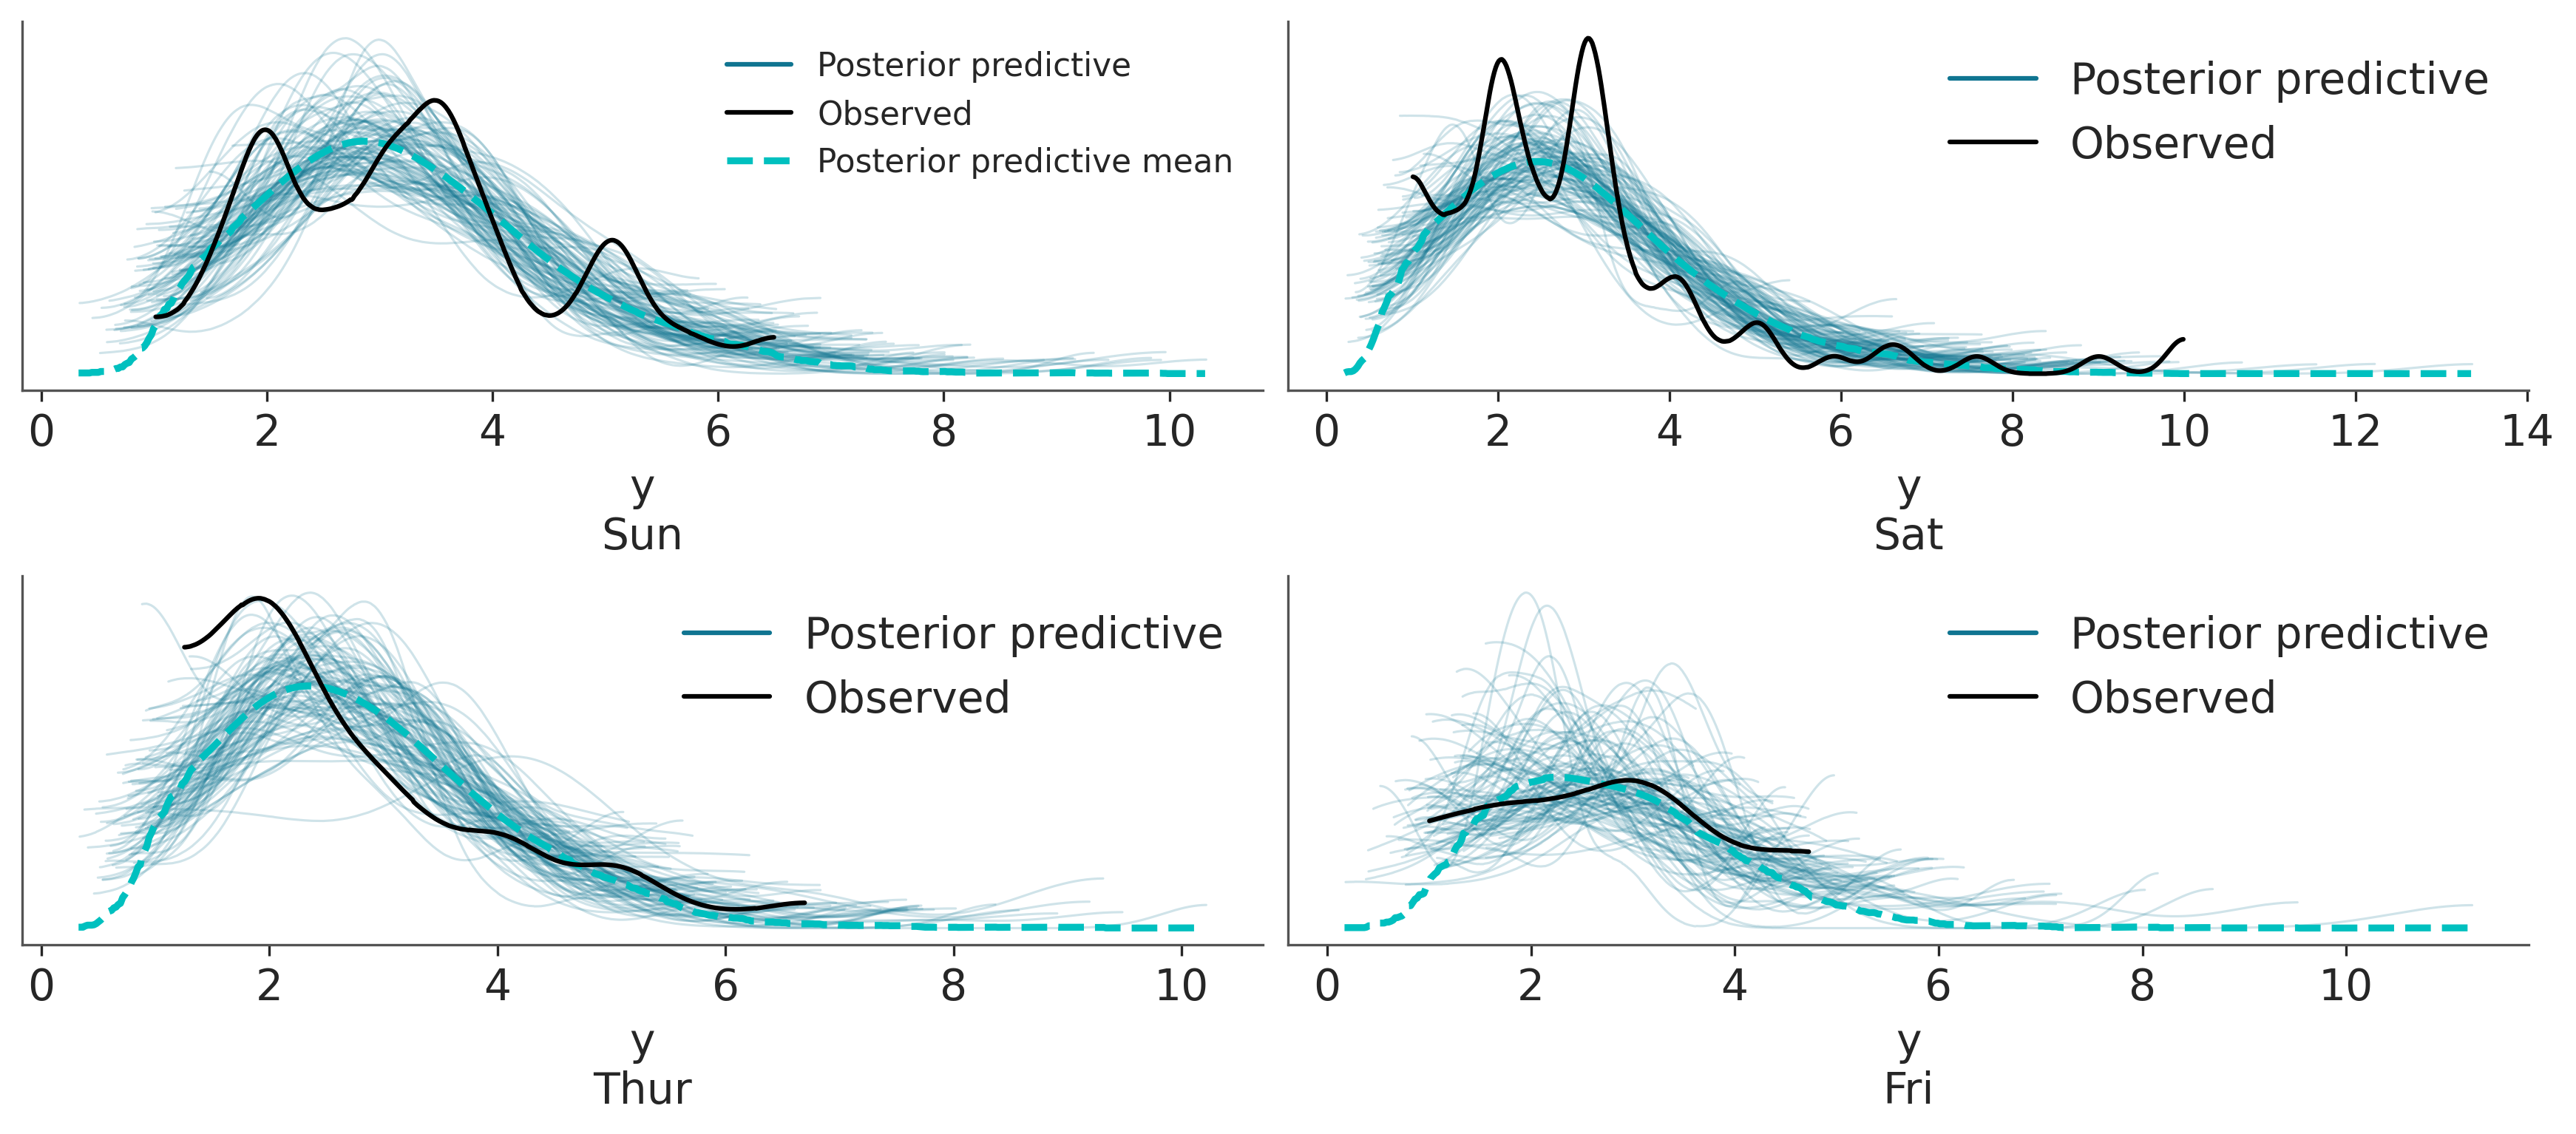 Posterior predictive
Observed
Posterior predictive mean
0 2 4 6 8 10
y
Sun
Posterior predictive
Observed
0 2 4 6 8 10 12 14
y
Sat
Posterior predictive
Observed
0 2 4 6 8 10
y
Thur
Posterior predictive
Observed
0 2 4 6 8 10
y
Fri